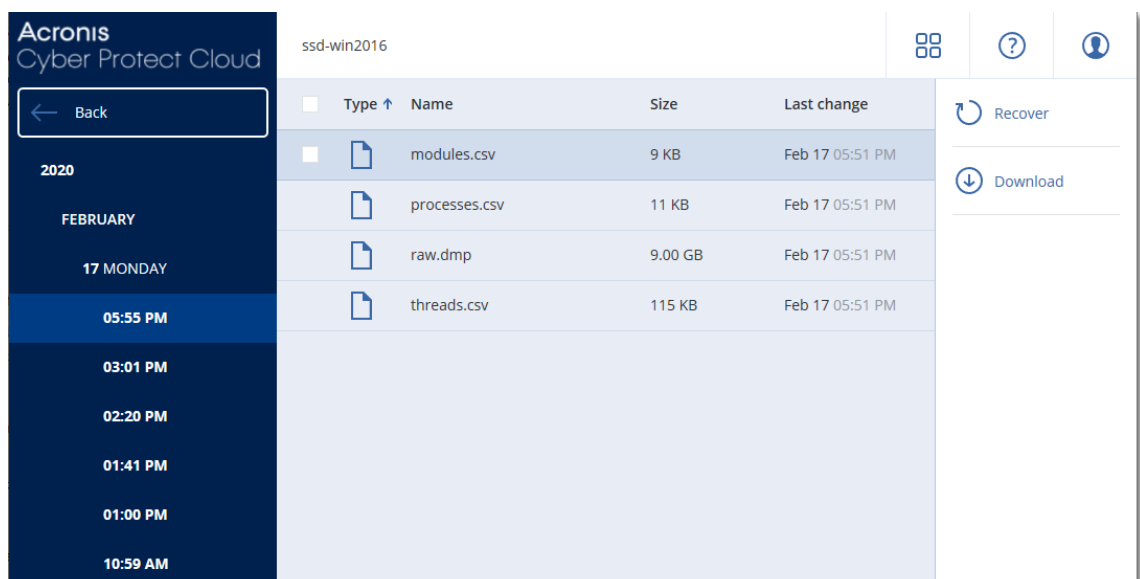 Acronis
Cyber Protect Cloud
ssd-win2016
Back
2020
FEBRUARY
17 MONDAY
05:55 PM
03:01 PM
02:20 PM
01:41 PM
01:00 PM
10:59 AM
Type ↑ Name Size Last change
modules.csv 9 KB Feb 17 05:51 PM
processes.csv 11 KB Feb 17 05:51 PM
raw.dmp 9.00 GB Feb 17 05:51 PM
threads.csv 115 KB Feb 17 05:51 PM
Recover
Download